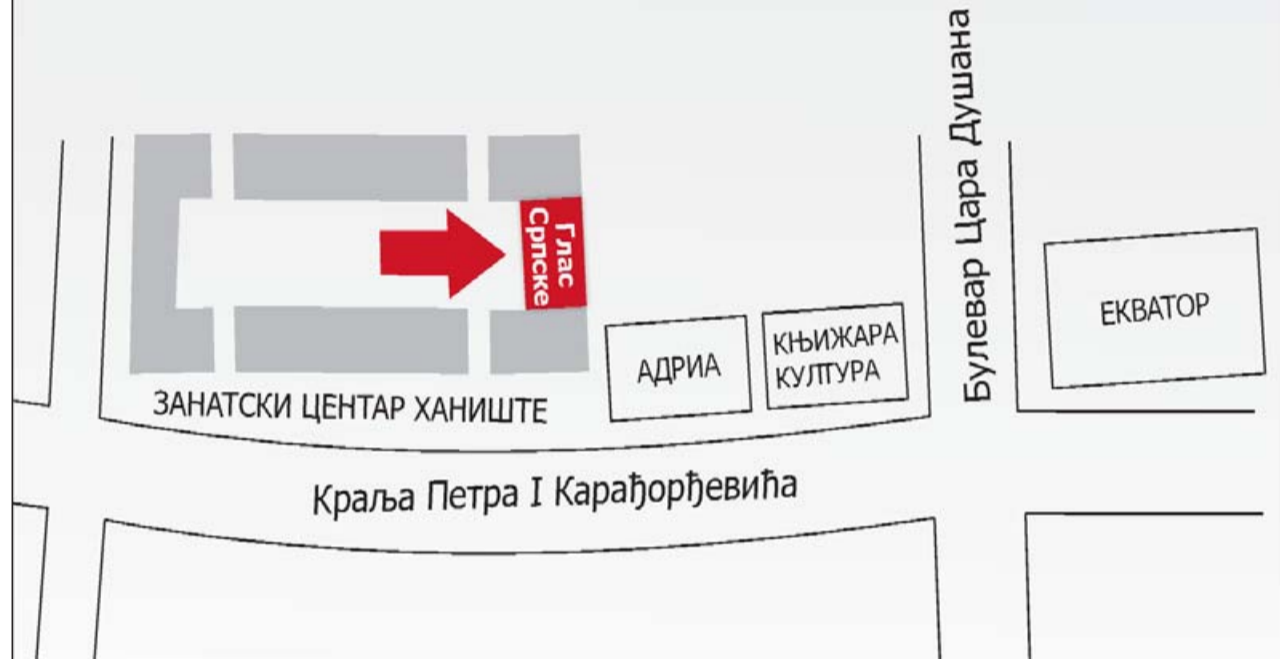 Булевар Цара Душана
Глас
Српске
ЕКВАТОР
АДРИА
КЊИЖАРА
КУЛТУРА
ЗАНАТСКИ ЦЕНТАР ХАНИШТЕ
Краља Петра I Карађорђевића